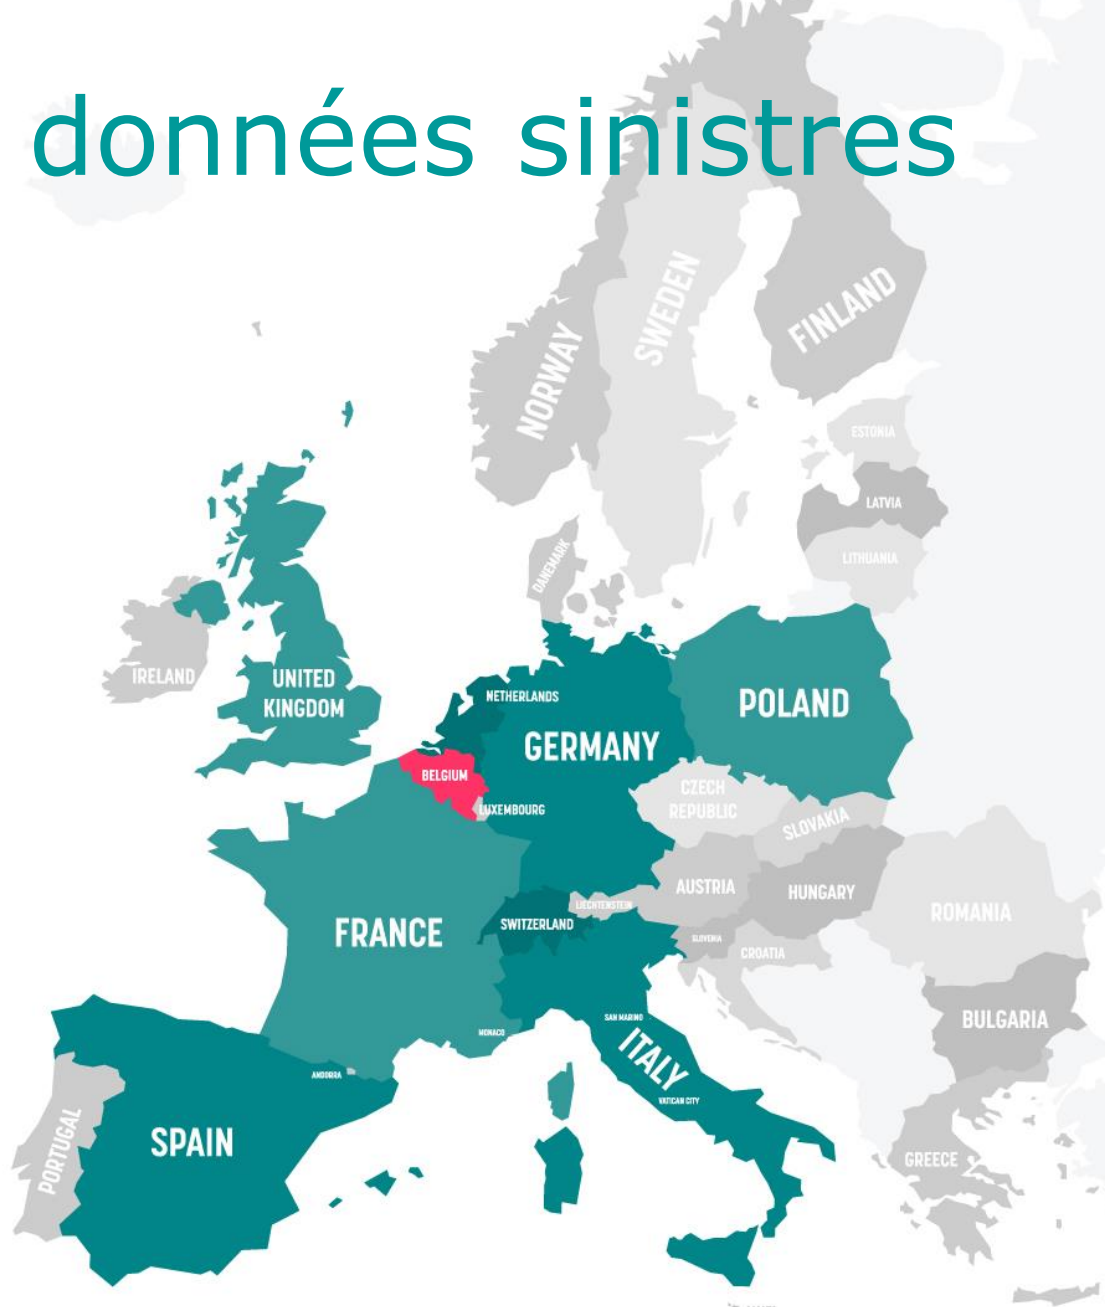 données sinistres
SWEDEN
FINLAND
NORWAY
ESTONIA
LATVIA
LITHUANIA
DANEMARK
IRELAND
UNITED
KINGDOM
NETHERLANDS
POLAND
GERMANY
BELGIUM
LUXEMBOURG
CZECH
REPUBLIC
SLOVAKIA
AUSTRIA
HUNGARY
LIECHTENSTEIN
ROMANIA
FRANCE
SWITZERLAND
SLOVENIA
CROATIA
SAN MARINO
BULGARIA
MONACO
ITALY
ANDORRA
VATICAN CITY
PORTUGAL
SPAIN
GREECE